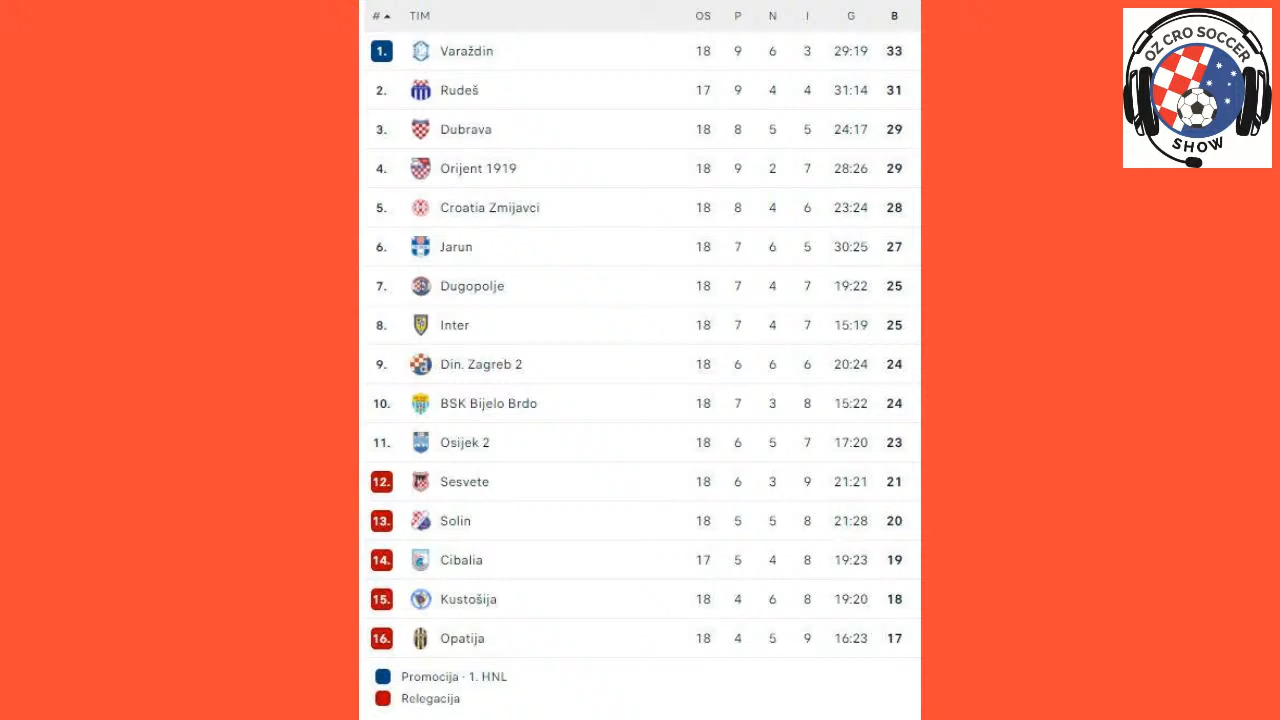 # TIM OS P N I G B
1. Varaždin 18 9 6 3 29:19 33
2. Rudeš 17 9 4 4 31:14 31
3. Dubrava 18 8 5 5 24:17 29
4. Orijent 1919 18 9 2 7 28:26 29
5. Croatia Zmijavci 18 8 4 6 23:24 28
6. Jarun 18 7 6 5 30:25 27
7. Dugopolje 18 7 4 7 19:22 25
8. Inter 18 7 4 7 15:19 25
9. Din. Zagreb 2 18 6 6 6 20:24 24
10. BSK Bijelo Brdo 18 7 3 8 15:22 24
11. Osijek 2 18 6 5 7 17:20 23
12. Sesvete 18 6 3 9 21:21 21
13. Solin 18 5 5 8 21:28 20
14. Cibalia 17 5 4 8 19:23 19
15. Kustošija 18 4 6 8 19:20 18
16. Opatija 18 4 5 9 16:23 17
Promocija · 1. HNL
Relegacija
OZ CRO SOCCER
SHOW